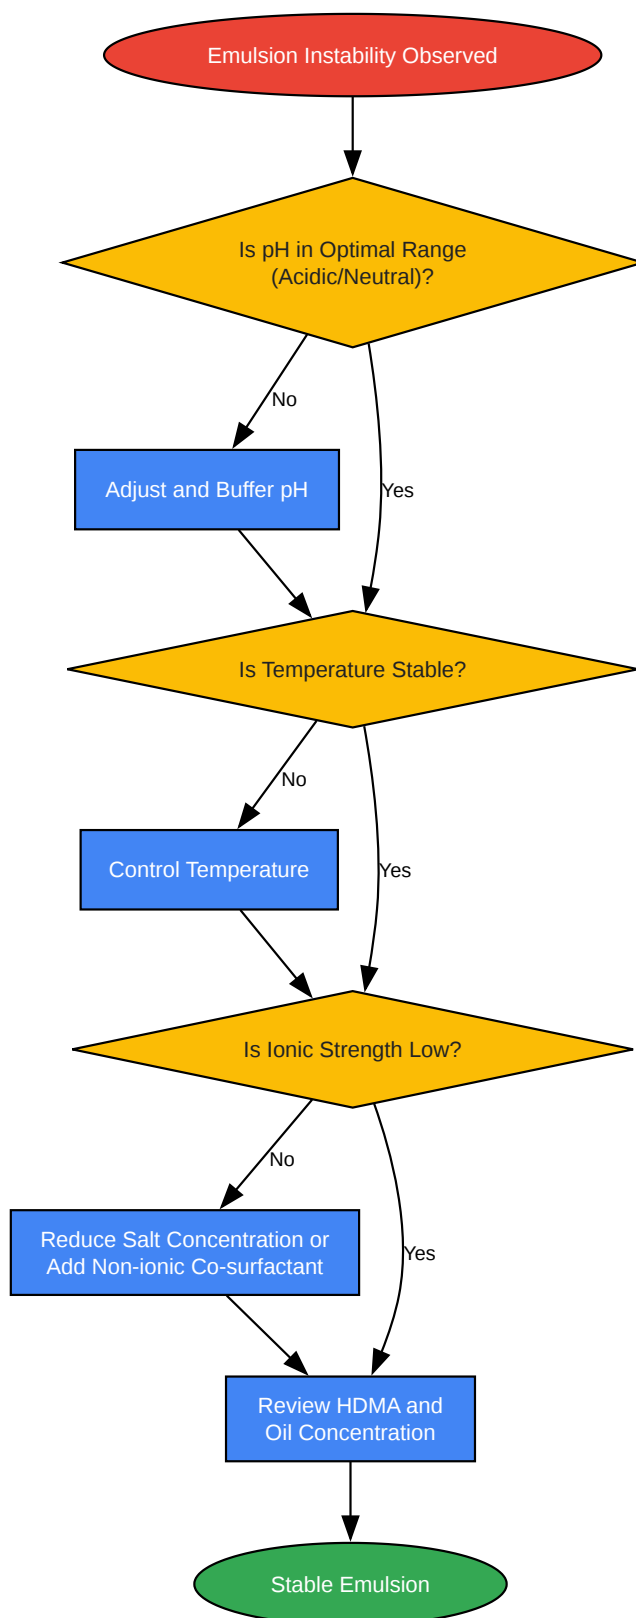 Emulsion Instability Observed
Is pH in Optimal Range
(Acidic/Neutral)?
No
Adjust and Buffer pH
Yes
Is Temperature Stable?
No
Control Temperature
Yes
Is Ionic Strength Low?
No
Reduce Salt Concentration or
Add Non-ionic Co-surfactant
Yes
Review HDMA and
Oil Concentration
Stable Emulsion